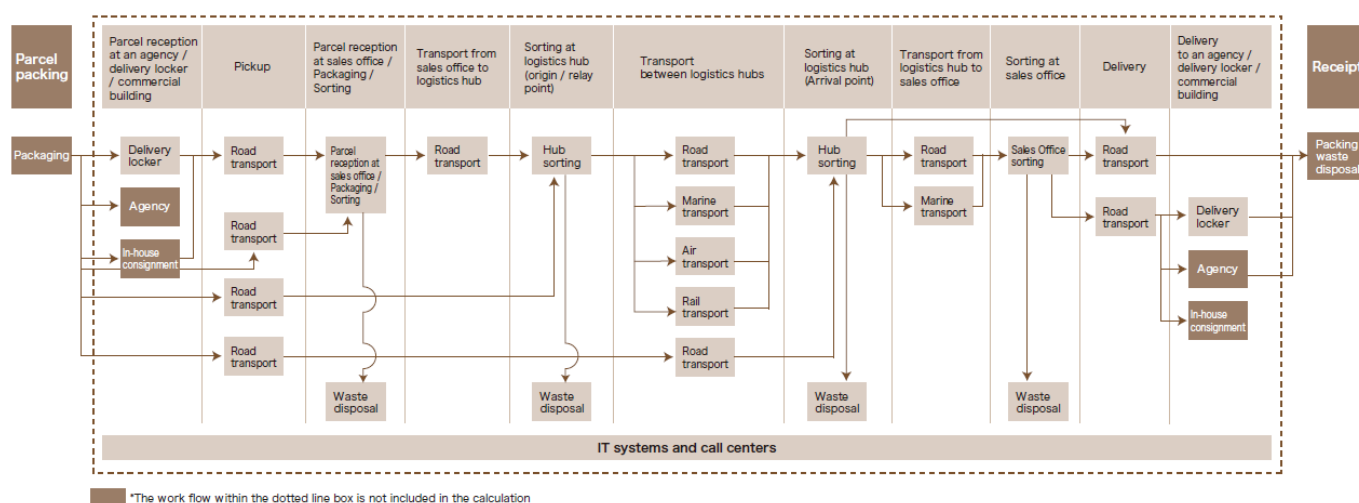 Parcel
packing
Parcel reception
at an agency /
delivery locker
/ commercial
building
Pickup
Parcel reception
at sales office /
Packaging /
Sorting
Transport from
sales office to
logistics hub
Sorting at
logistics hub
(origin / relay
point)
Transport
between logistics hubs
Sorting at
logistics hub
(Arrival point)
Transport from
logistics hub to
sales office
Sorting at
sales office
Delivery
Delivery
to an agency /
delivery locker /
commercial
building
Receipt
Packaging
Delivery
locker
Agency
In-house
consignment
Road
transport
Road
transport
Road
transport
Road
transport
Parcel
reception at
sales office /
Packaging /
Sorting
Waste
disposal
Road
transport
Hub
sorting
Waste
disposal
Road
transport
Marine
transport
Air
transport
Rail
transport
Road
transport
Hub
sorting
Waste
disposal
Road
transport
Marine
transport
Sales Office
sorting
Waste
disposal
Road
transport
Road
transport
Delivery
locker
Agency
In-house
consignment
Packing
waste
disposal
IT systems and call centers
*The work flow within the dotted line box is not included in the calculation